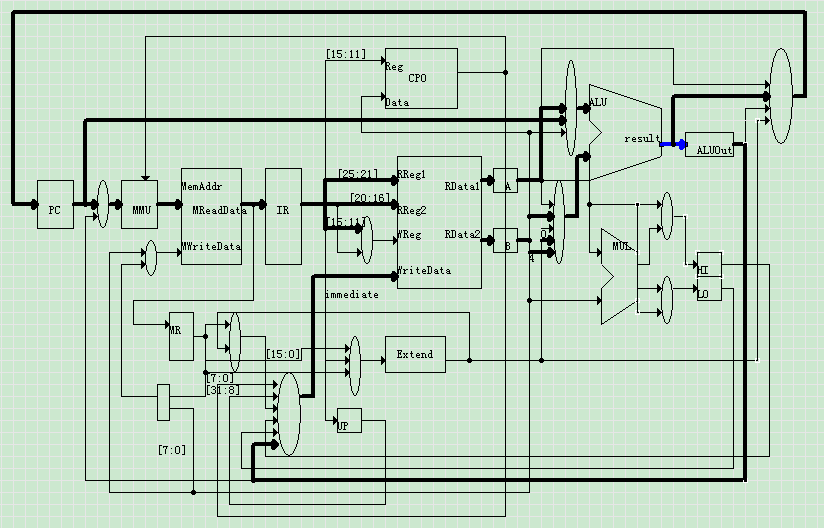 [15:11]
Reg
CPO
Data
ALU
result
ALUOut
MemAddr
[25:21]
RReg1
RData1
A
PC
MMU
MReadData
IR
[20:16]
RReg2
[15:11]
WReg
RData2
B
0
4
MWriteData
MUL
WriteData
HI
LO
immediate
MR
[15:0]
Extend
[7:0]
[31:8]
UP
[7:0]